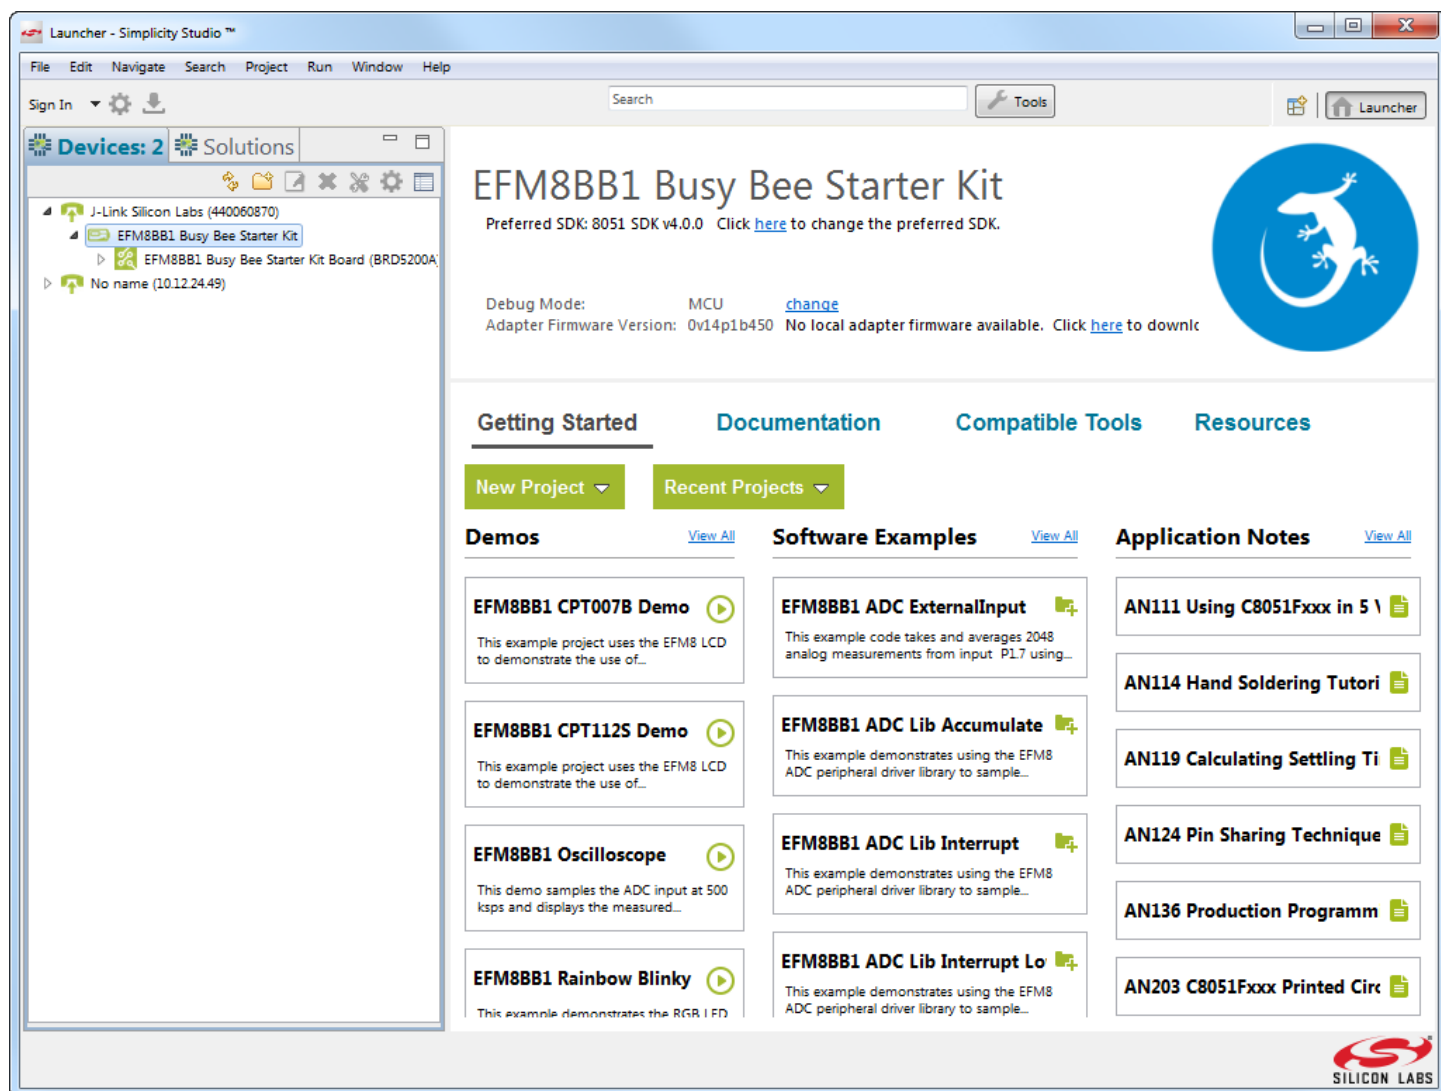 Launcher - Simplicity Studio ™
File Edit Navigate Search Project Run Window Help
Sign In Search Tools Launcher
Devices: 2 Solutions
J-Link Silicon Labs (440060870)
EFM8BB1 Busy Bee Starter Kit
EFM8BB1 Busy Bee Starter Kit Board (BRD5200A)
No name (10.12.24.49)
EFM8BB1 Busy Bee Starter Kit
Preferred SDK: 8051 SDK v4.0.0 Click here to change the preferred SDK.
Debug Mode: MCU change
Adapter Firmware Version: 0v14p1b450 No local adapter firmware available. Click here to downlc
Getting Started Documentation Compatible Tools Resources
New Project Recent Projects
Demos View All
EFM8BB1 CPT007B Demo
This example project uses the EFM8 LCD
to demonstrate the use of...
EFM8BB1 CPT112S Demo
This example project uses the EFM8 LCD
to demonstrate the use of...
EFM8BB1 Oscilloscope
This demo samples the ADC input at 500
ksps and displays the measured...
EFM8BB1 Rainbow Blinky
This example demonstrates the RGB LED
Software Examples View All
EFM8BB1 ADC ExternalInput
This example code takes and averages 2048
analog measurements from input P1.7 using...
EFM8BB1 ADC Lib Accumulate
This example demonstrates using the EFM8
ADC peripheral driver library to sample...
EFM8BB1 ADC Lib Interrupt
This example demonstrates using the EFM8
ADC peripheral driver library to sample...
EFM8BB1 ADC Lib Interrupt Lo
This example demonstrates using the EFM8
ADC peripheral driver library to sample...
Application Notes View All
AN111 Using C8051Fxxx in 5 V
AN114 Hand Soldering Tutori
AN119 Calculating Settling Ti
AN124 Pin Sharing Technique
AN136 Production Programm
AN203 C8051Fxxx Printed Circ
SILICON LABS